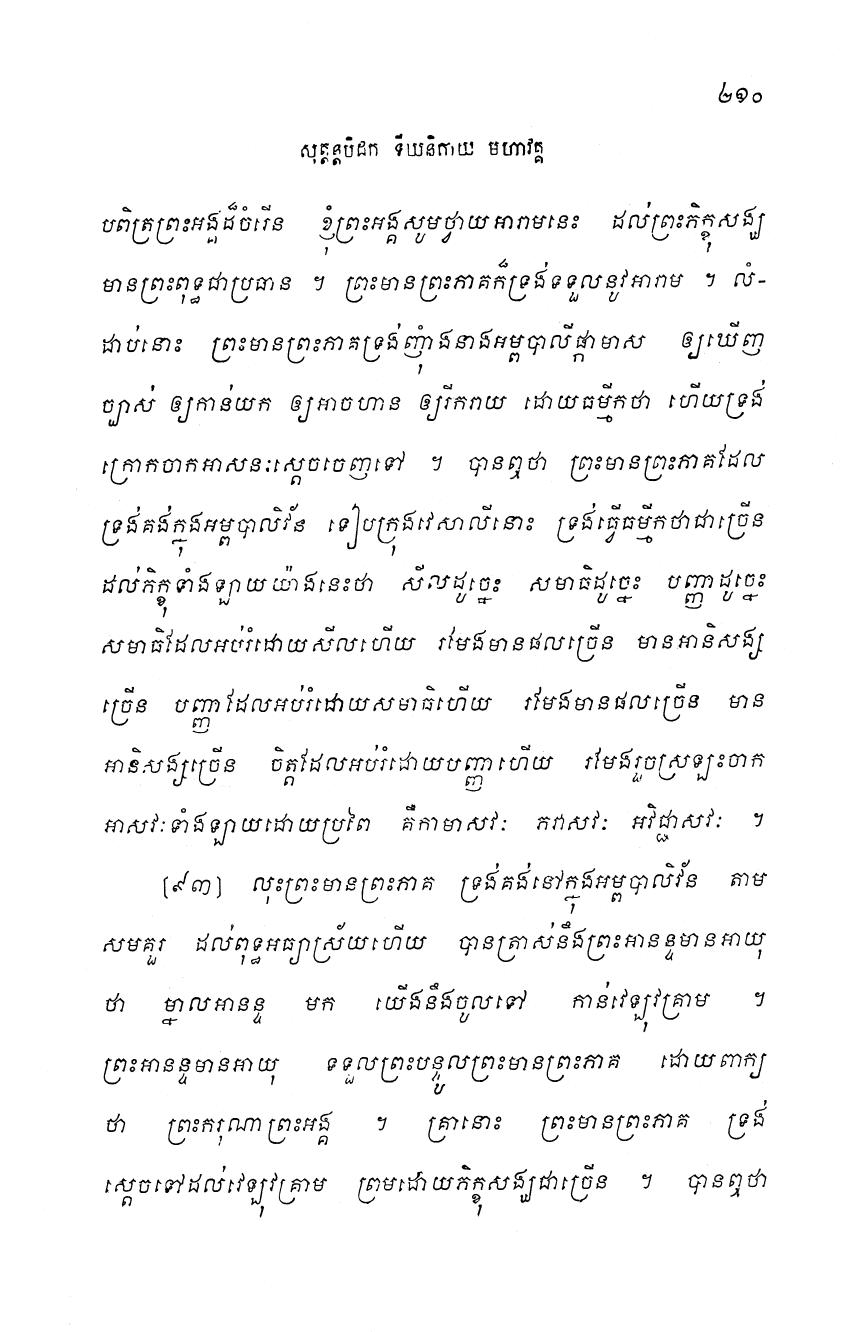 ២១០
សុត្តន្តបិដក ទីឃនិកាយ មហាវគ្គ
បពិត្រព្រះអង្គដ៏ចំរើន ខ្ញុំព្រះអង្គសូមថ្វាយអារាមនេះ ដល់ព្រះភិក្ខុសង្ឃ
មានព្រះពុទ្ធជាប្រធាន ។ ព្រះមានព្រះភាគក៏ទ្រង់ទទួលនូវអារាម ។ លំ-
ដាប់នោះ ព្រះមានព្រះភាគទ្រង់ញុំាងនាងអម្ពបាលីផ្កាមាស ឲ្យឃើញ
ច្បាស់ ឲ្យកាន់យក ឲ្យអាចហាន ឲ្យរីករាយ ដោយធម្មីកថា ហើយទ្រង់
ក្រោកចាកអាសនៈស្តេចចេញទៅ ។ បានឮថា ព្រះមានព្រះភាគដែល
ទ្រង់គង់ក្នុងអម្ពបាលិវ័ន ទៀបក្រុងវេសាលីនោះ ទ្រង់ធ្វើធម្មីកថាជាច្រើន
ដល់ភិក្ខុទាំងឡាយយ៉ាងនេះថា សីលដូច្នេះ សមាធិដូច្នេះ បញ្ញាដូច្នេះ
សមាធិដែលអប់រំដោយសីលហើយ រមែងមានផលច្រើន មានអានិសង្ស
ច្រើន បញ្ញាដែលអប់រំដោយសមាធិហើយ រមែងមានផលច្រើន មាន
អានិសង្សច្រើន ចិត្តដែលអប់រំដោយបញ្ញាហើយ រមែងរួចស្រឡះចាក
អាសវៈទាំងឡាយដោយប្រពៃ គឺកាមាសវៈ ភវាសវៈ អវិជ្ជាសវៈ ។
[៩៣] លុះព្រះមានព្រះភាគ ទ្រង់គង់នៅក្នុងអម្ពបាលិវ័ន តាម
សមគួរ ដល់ពុទ្ធអធ្យាស្រ័យហើយ បានត្រាស់នឹងព្រះអានន្ទមានអាយុ
ថា ម្នាលអានន្ទ មក យើងនឹងចូលទៅ កាន់វេឡុវគ្រាម ។
ព្រះអានន្ទមានអាយុ ទទួលព្រះបន្ទូលព្រះមានព្រះភាគ ដោយពាក្យ
ថា ព្រះករុណាព្រះអង្គ ។ គ្រានោះ ព្រះមានព្រះភាគ ទ្រង់
ស្តេចទៅដល់វេឡុវគ្រាម ព្រមដោយភិក្ខុសង្ឃជាច្រើន ។ បានឮថា